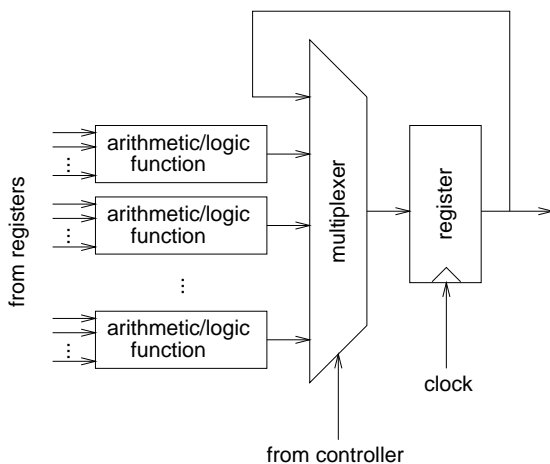 arithmetic/logic
function
arithmetic/logic
function
...
arithmetic/logic
function
...
...
...
from registers
multiplexer
register
clock
from controller